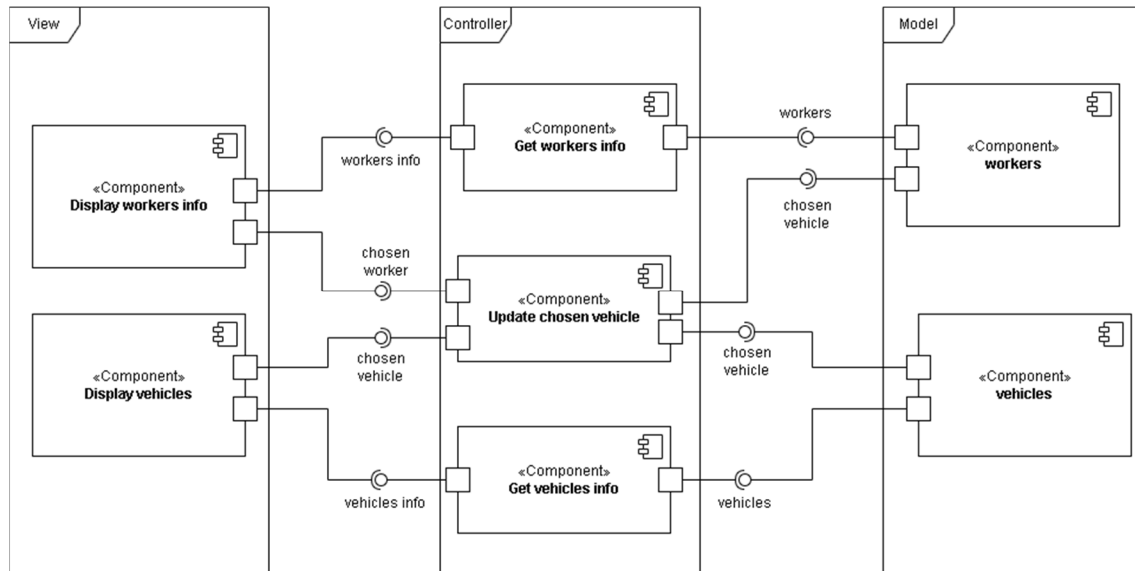 View
Controller
Model
«Component»
Display workers info
workers info
«Component»
Get workers info
workers
«Component»
workers
chosen
vehicle
chosen
worker
«Component»
Update chosen vehicle
«Component»
Display vehicles
chosen
vehicle
chosen
vehicle
«Component»
vehicles
vehicles info
«Component»
Get vehicles info
vehicles